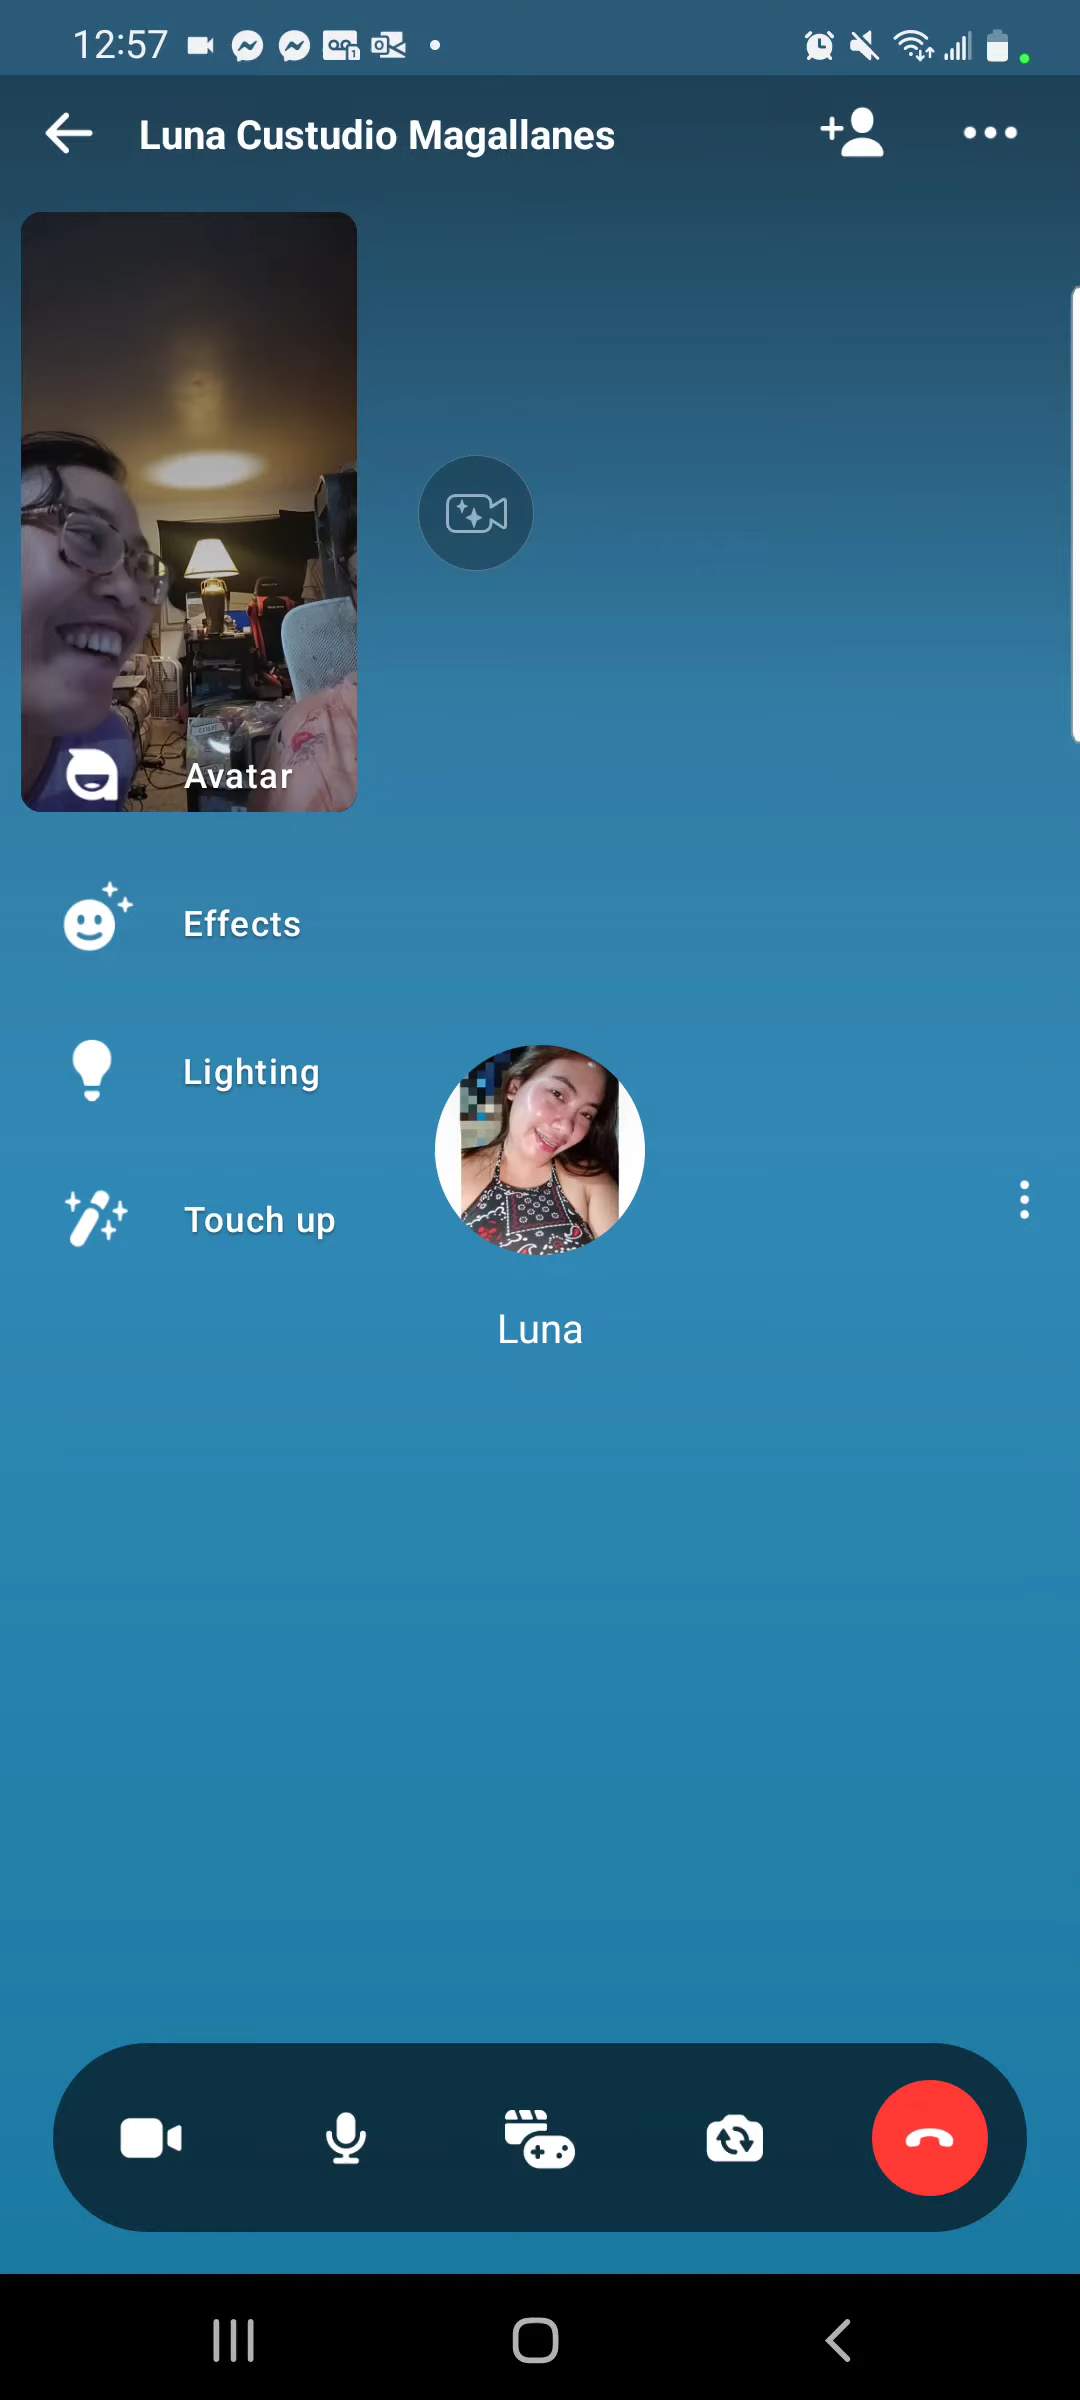 12:57
Luna Custudio Magallanes
Avatar
Effects
Lighting
Touch up
Luna